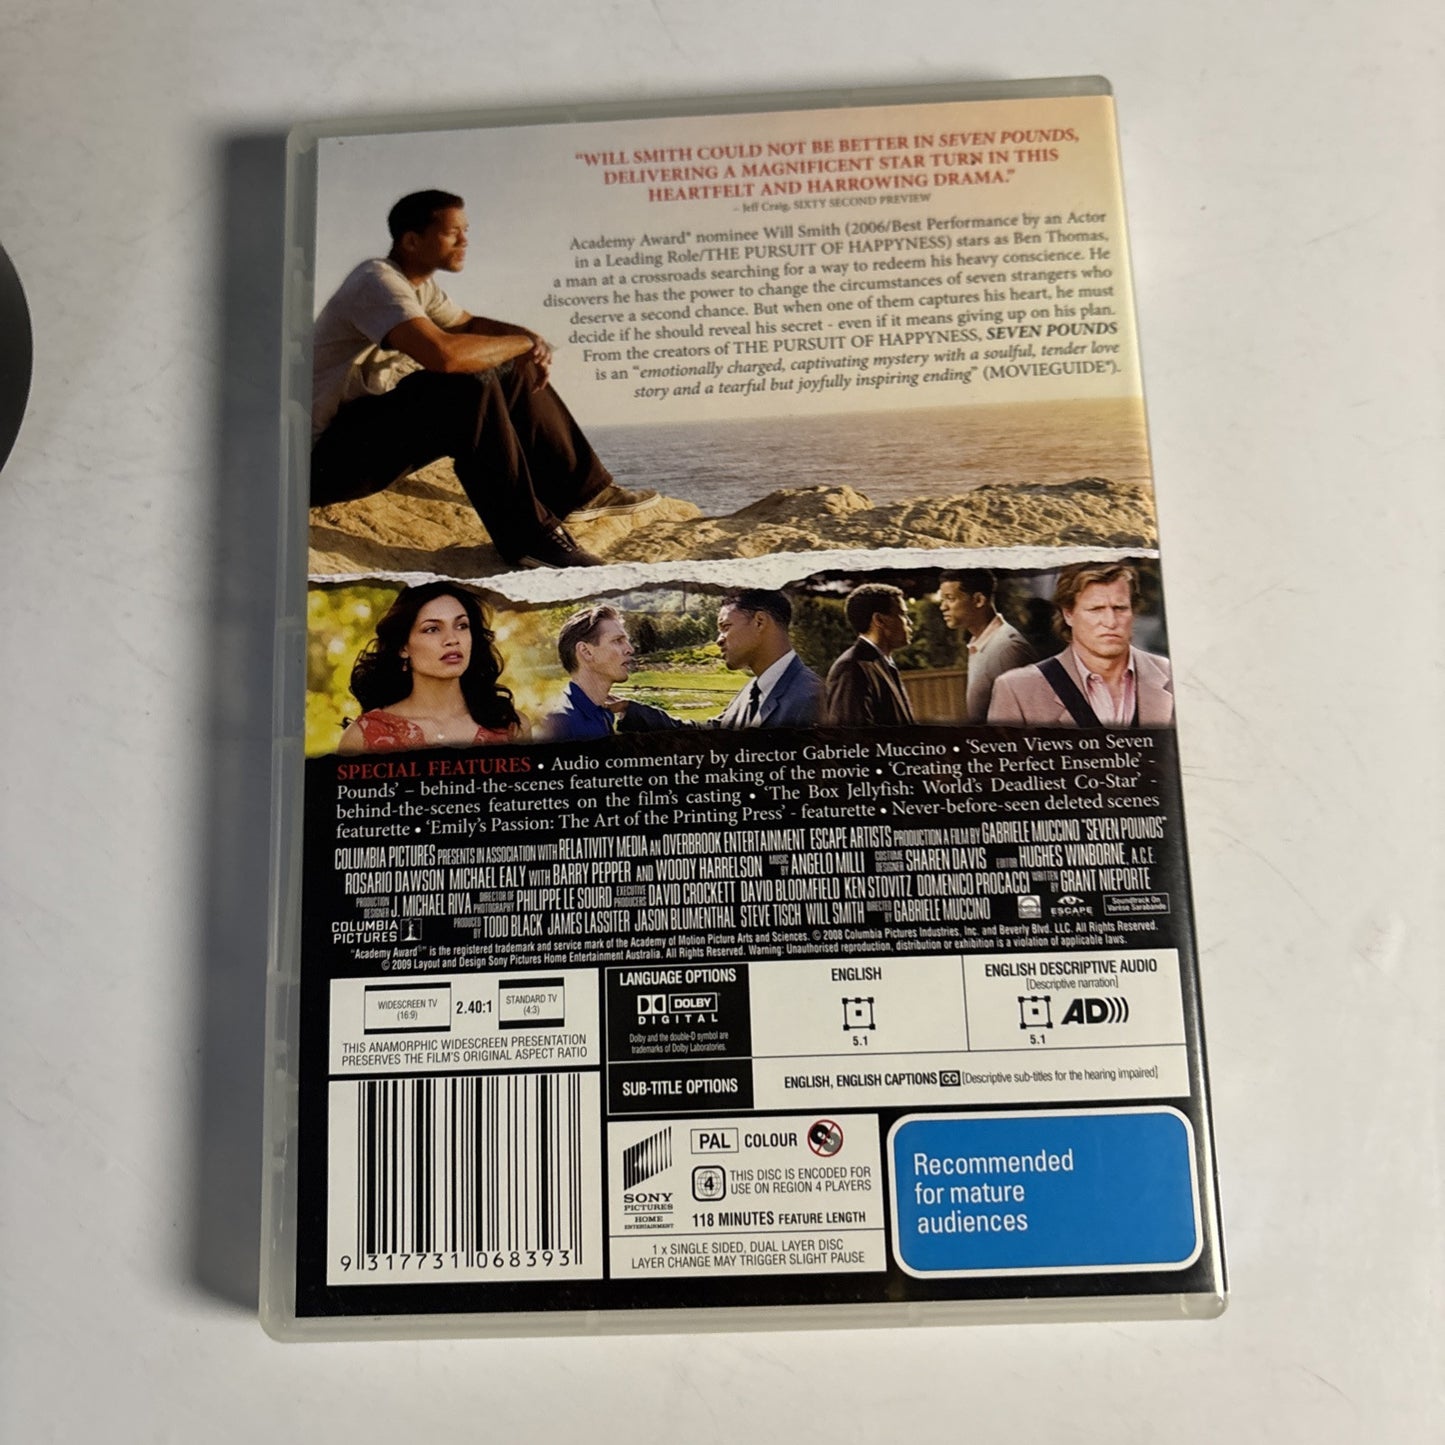 "WILL SMITH COULD NOT BE BETTER IN SEVEN POUNDS,
DELIVERING A MAGNIFICENT STAR TURN IN THIS
HEARTFELT AND HARROWING DRAMA."
– Jeff Craig, SIXTY SECOND PREVIEW
Academy Award® nominee Will Smith (2006/Best Performance by an Actor
in a Leading Role/THE PURSUIT OF HAPPYNESS) stars as Ben Thomas,
a man at a crossroads searching for a way to redeem his heavy conscience. He
discovers he has the power to change the circumstances of seven strangers who
deserve a second chance. But when one of them captures his heart, he must
decide if he should reveal his secret - even if it means giving up on his plan.
From the creators of THE PURSUIT OF HAPPYNESS, SEVEN POUNDS
is an "emotionally charged, captivating mystery with a soulful, tender love
story and a tearful but joyfully inspiring ending" (MOVIEGUIDE®).
SPECIAL FEATURES • Audio commentary by director Gabriele Muccino • 'Seven Views on Seven
Pounds' – behind-the-scenes featurette on the making of the movie • 'Creating the Perfect Ensemble' -
behind-the-scenes featurettes on the film's casting • 'The Box Jellyfish: World's Deadliest Co-Star' -
featurette • 'Emily's Passion: The Art of the Printing Press' - featurette • Never-before-seen deleted scenes
COLUMBIA PICTURES PRESENTS IN ASSOCIATION WITH RELATIVITY MEDIA AN OVERBROOK ENTERTAINMENT ESCAPE ARTISTS PRODUCTION A FILM BY GABRIELE MUCCINO "SEVEN POUNDS"
ROSARIO DAWSON MICHAEL EALY WITH BARRY PEPPER AND WOODY HARRELSON MUSIC BY ANGELO MILLI COSTUME DESIGNER SHAREN DAVIS EDITOR HUGHES WINBORNE, A.C.E.
PRODUCTION DESIGNER J. MICHAEL RIVA DIRECTOR OF PHOTOGRAPHY PHILIPPE LE SOURD EXECUTIVE PRODUCERS DAVID CROCKETT DAVID BLOOMFIELD KEN STOVITZ DOMENICO PROCACCI WRITTEN BY GRANT NIEPORTE
COLUMBIA PICTURES PRODUCED BY TODD BLACK JAMES LASSITER JASON BLUMENTHAL STEVE TISCH WILL SMITH DIRECTED BY GABRIELE MUCCINO ESCAPE Soundtrack On Varèse Sarabande
"Academy Award®" is the registered trademark and service mark of the Academy of Motion Picture Arts and Sciences. © 2008 Columbia Pictures Industries, Inc. and Beverly Blvd. LLC. All Rights Reserved.
© 2009 Layout and Design Sony Pictures Home Entertainment Australia. All Rights Reserved. Warning: Unauthorised reproduction, distribution or exhibition is a violation of applicable laws.
WIDESCREEN TV
(16:9)
2.40:1
STANDARD TV
(4:3)
THIS ANAMORPHIC WIDESCREEN PRESENTATION
PRESERVES THE FILM'S ORIGINAL ASPECT RATIO
LANGUAGE OPTIONS
DOLBY
DIGITAL
Dolby and the double-D symbol are
trademarks of Dolby Laboratories.
ENGLISH
5.1
ENGLISH DESCRIPTIVE AUDIO
[Descriptive narration]
AD)))
5.1
SUB-TITLE OPTIONS
ENGLISH, ENGLISH CAPTIONS CC [Descriptive sub-titles for the hearing impaired]
9 317731 068393
SONY
PICTURES
HOME
ENTERTAINMENT
PAL COLOUR
4
THIS DISC IS ENCODED FOR
USE ON REGION 4 PLAYERS
118 MINUTES FEATURE LENGTH
1 x SINGLE SIDED, DUAL LAYER DISC
LAYER CHANGE MAY TRIGGER SLIGHT PAUSE
Recommended
for mature
audiences